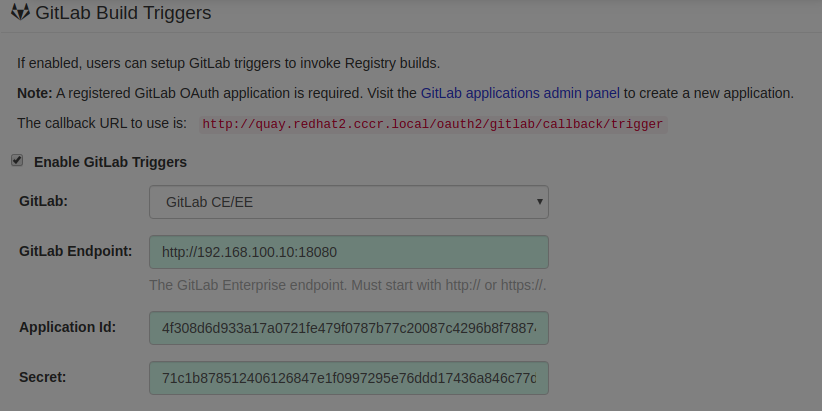 GitLab Build Triggers
If enabled, users can setup GitLab triggers to invoke Registry builds.
Note: A registered GitLab OAuth application is required. Visit the GitLab applications admin panel to create a new application.
The callback URL to use is: http://quay.redhat2.cccr.local/oauth2/gitlab/callback/trigger
Enable GitLab Triggers
GitLab: GitLab CE/EE
GitLab Endpoint: http://192.168.100.10:18080
The GitLab Enterprise endpoint. Must start with http:// or https://.
Application Id: 4f308d6d933a17a0721fe479f0787b77c20087c4296b8f7887
Secret: 71c1b878512406126847e1f0997295e76ddd17436a846c77